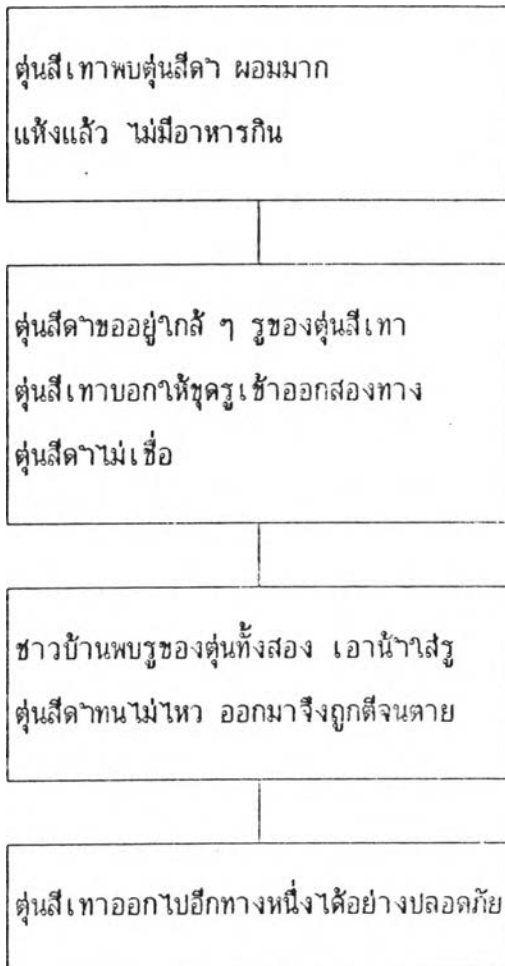 ตุ่นสีเทาพบตุ่นสีดำ ผอมมาก
แห้งแล้ว ไม่มีอาหารกิน
ตุ่นสีดำขออยู่ใกล้ ๆ รูของตุ่นสีเทา
ตุ่นสีเทาบอกให้ขุดรูเข้าออกสองทาง
ตุ่นสีดำไม่เชื่อ
ชาวบ้านพบรูของตุ่นทั้งสอง เอาน้ำใส่รู
ตุ่นสีดำทนไม่ไหว ออกมาจึงถูกตีจนตาย
ตุ่นสีเทาออกไปอีกทางหนึ่งได้อย่างปลอดภัย